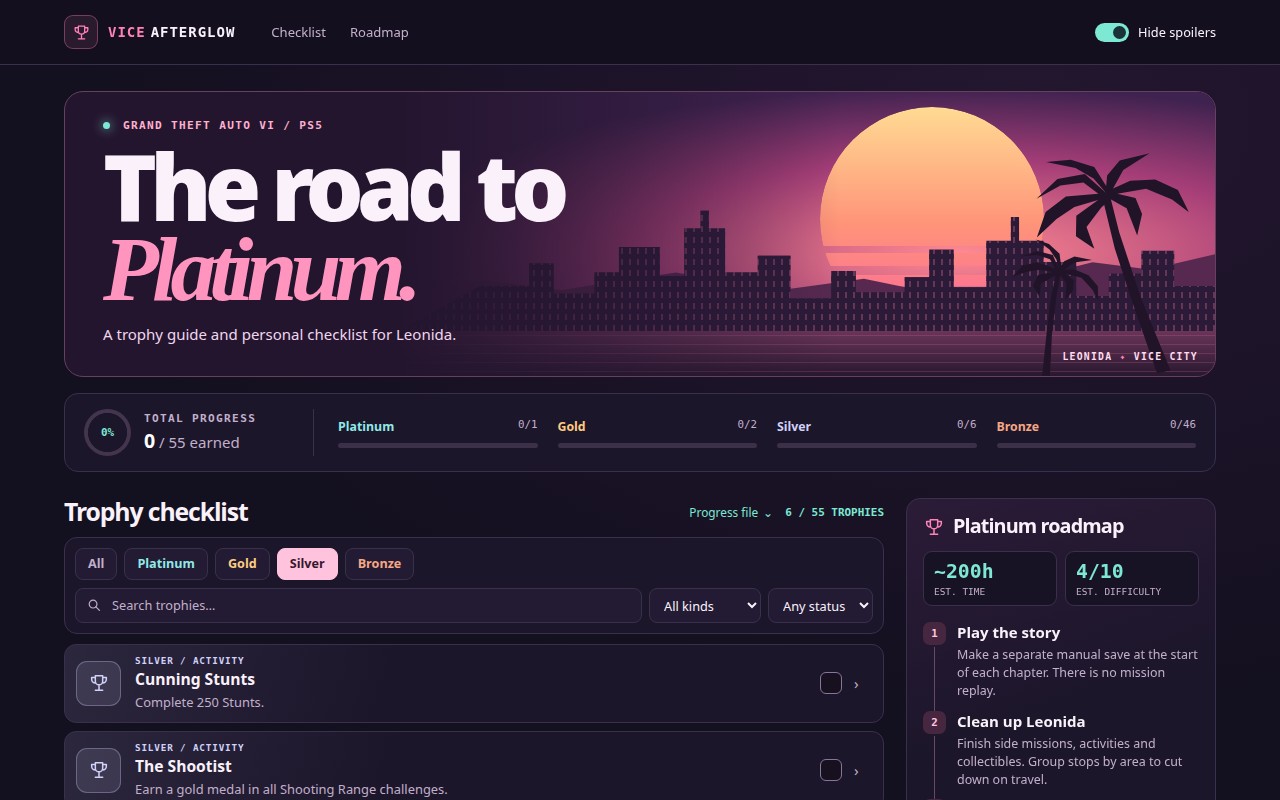 VICE AFTERGLOW
Checklist
Roadmap
Hide spoilers
GRAND THEFT AUTO VI / PS5
The road to
Platinum.
A trophy guide and personal checklist for Leonida.
LEONIDA ✦ VICE CITY
0%
TOTAL PROGRESS
0 / 55 earned
Platinum 0/1
Gold 0/2
Silver 0/6
Bronze 0/46
Trophy checklist
Progress file ⌄
6 / 55 TROPHIES
All
Platinum
Gold
Silver
Bronze
Search trophies...
All kinds
Any status
SILVER / ACTIVITY
Cunning Stunts
Complete 250 Stunts.
SILVER / ACTIVITY
The Shootist
Earn a gold medal in all Shooting Range challenges.
Platinum roadmap
~200h
EST. TIME
4/10
EST. DIFFICULTY
1
Play the story
Make a separate manual save at the start
of each chapter. There is no mission
replay.
2
Clean up Leonida
Finish side missions, activities and
collectibles. Group stops by area to cut
down on travel.